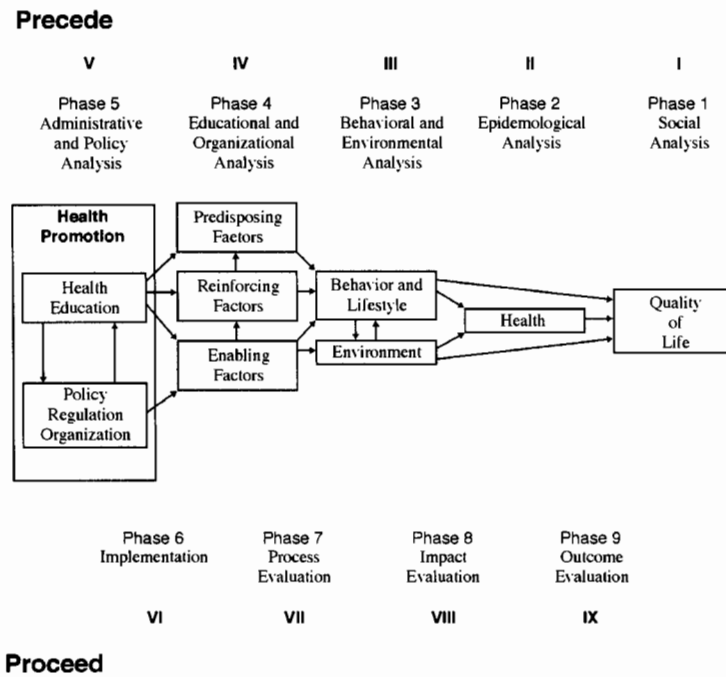 Precede
V
IV
III
II
I
Phase 5
Administrative
and Policy
Analysis
Phase 4
Educational and
Organizational
Analysis
Phase 3
Behavioral and
Environmental
Analysis
Phase 2
Epidemological
Analysis
Phase 1
Social
Analysis
Health
Promotion
Health
Education
Policy
Regulation
Organization
Predisposing
Factors
Reinforcing
Factors
Enabling
Factors
Behavior and
Lifestyle
Environment
Health
Quality
of
Life
Phase 6
Implementation
Phase 7
Process
Evaluation
Phase 8
Impact
Evaluation
Phase 9
Outcome
Evaluation
VI
VII
VIII
IX
Proceed